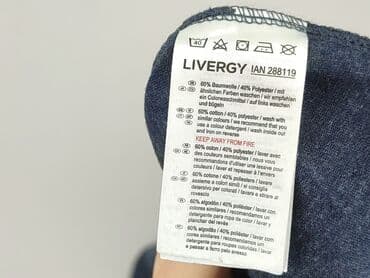 40
LIVERGY IAN 288119
60% Baumwolle / 40% Polyester / mit
ähnlichen Farben waschen / wir empfehlen
ein Colorwaschmittel / auf links waschen
und bügeln
60% cotton / 40% polyester / wash with
similar colours / we recommend that you
use a colour detergent / wash inside out
and iron on reverse
KEEP AWAY FROM FIRE
60% coton / 40% polyester / laver avec
des couleurs semblables / nous vous
recommandons d'utiliser une lessive pour
couleurs / laver et repasser à l'envers
60% cotone / 40% poliestere / lavare
assieme a colori simili / si consiglia
detersivo per colorati / lavare e stirare a
rovescio
60% algodón / 40% poliéster / lavar con
colores similares / recomendamos un
detergente para ropa de color / lavar y
planchar del revés
60% algodão / 40% poliéster / lavar com
cores similares / recomendamos um
detergente para roupas coloridas / lavar
e passar a ferro pelo avesso